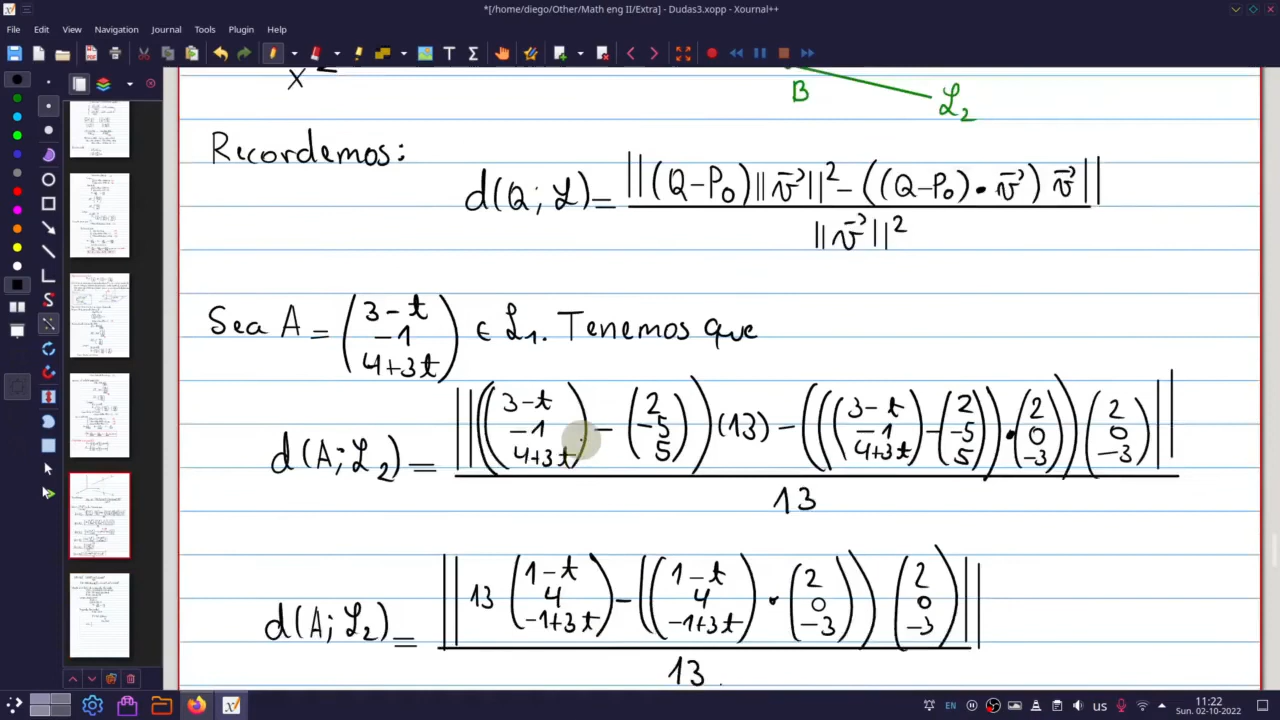 *[/home/diego/Other/Math eng II/Extra] - Dudas3.xopp - Xournal++
File Edit View Navigation Journal Tools Plugin Help
x
B
L₂
Recordemos:
d(Q; L) = ||(Q-P₀)||v⃗||² - ((Q-P₀)•v⃗) v⃗|| / ||v⃗||²
Sea A = (3-t, -1, 4+3t) ∈ L₁. Tenemos que
d(A; L₂) = ||((3-t, -1, 4+3t) - (2, -5, 5))(13) - (((3-t, -1, 4+3t) - (2, -5, 5))•(2, 0, -3))(2, 0, -3)|| / 13
d(A; L₂) = ||13 (1-t, 4, -1+3t) - ((1-t, 4, -1+3t)•(2, 0, -3))(2, 0, -3)|| / 13.
EN
us
11:22
Sun. 02-10-2022